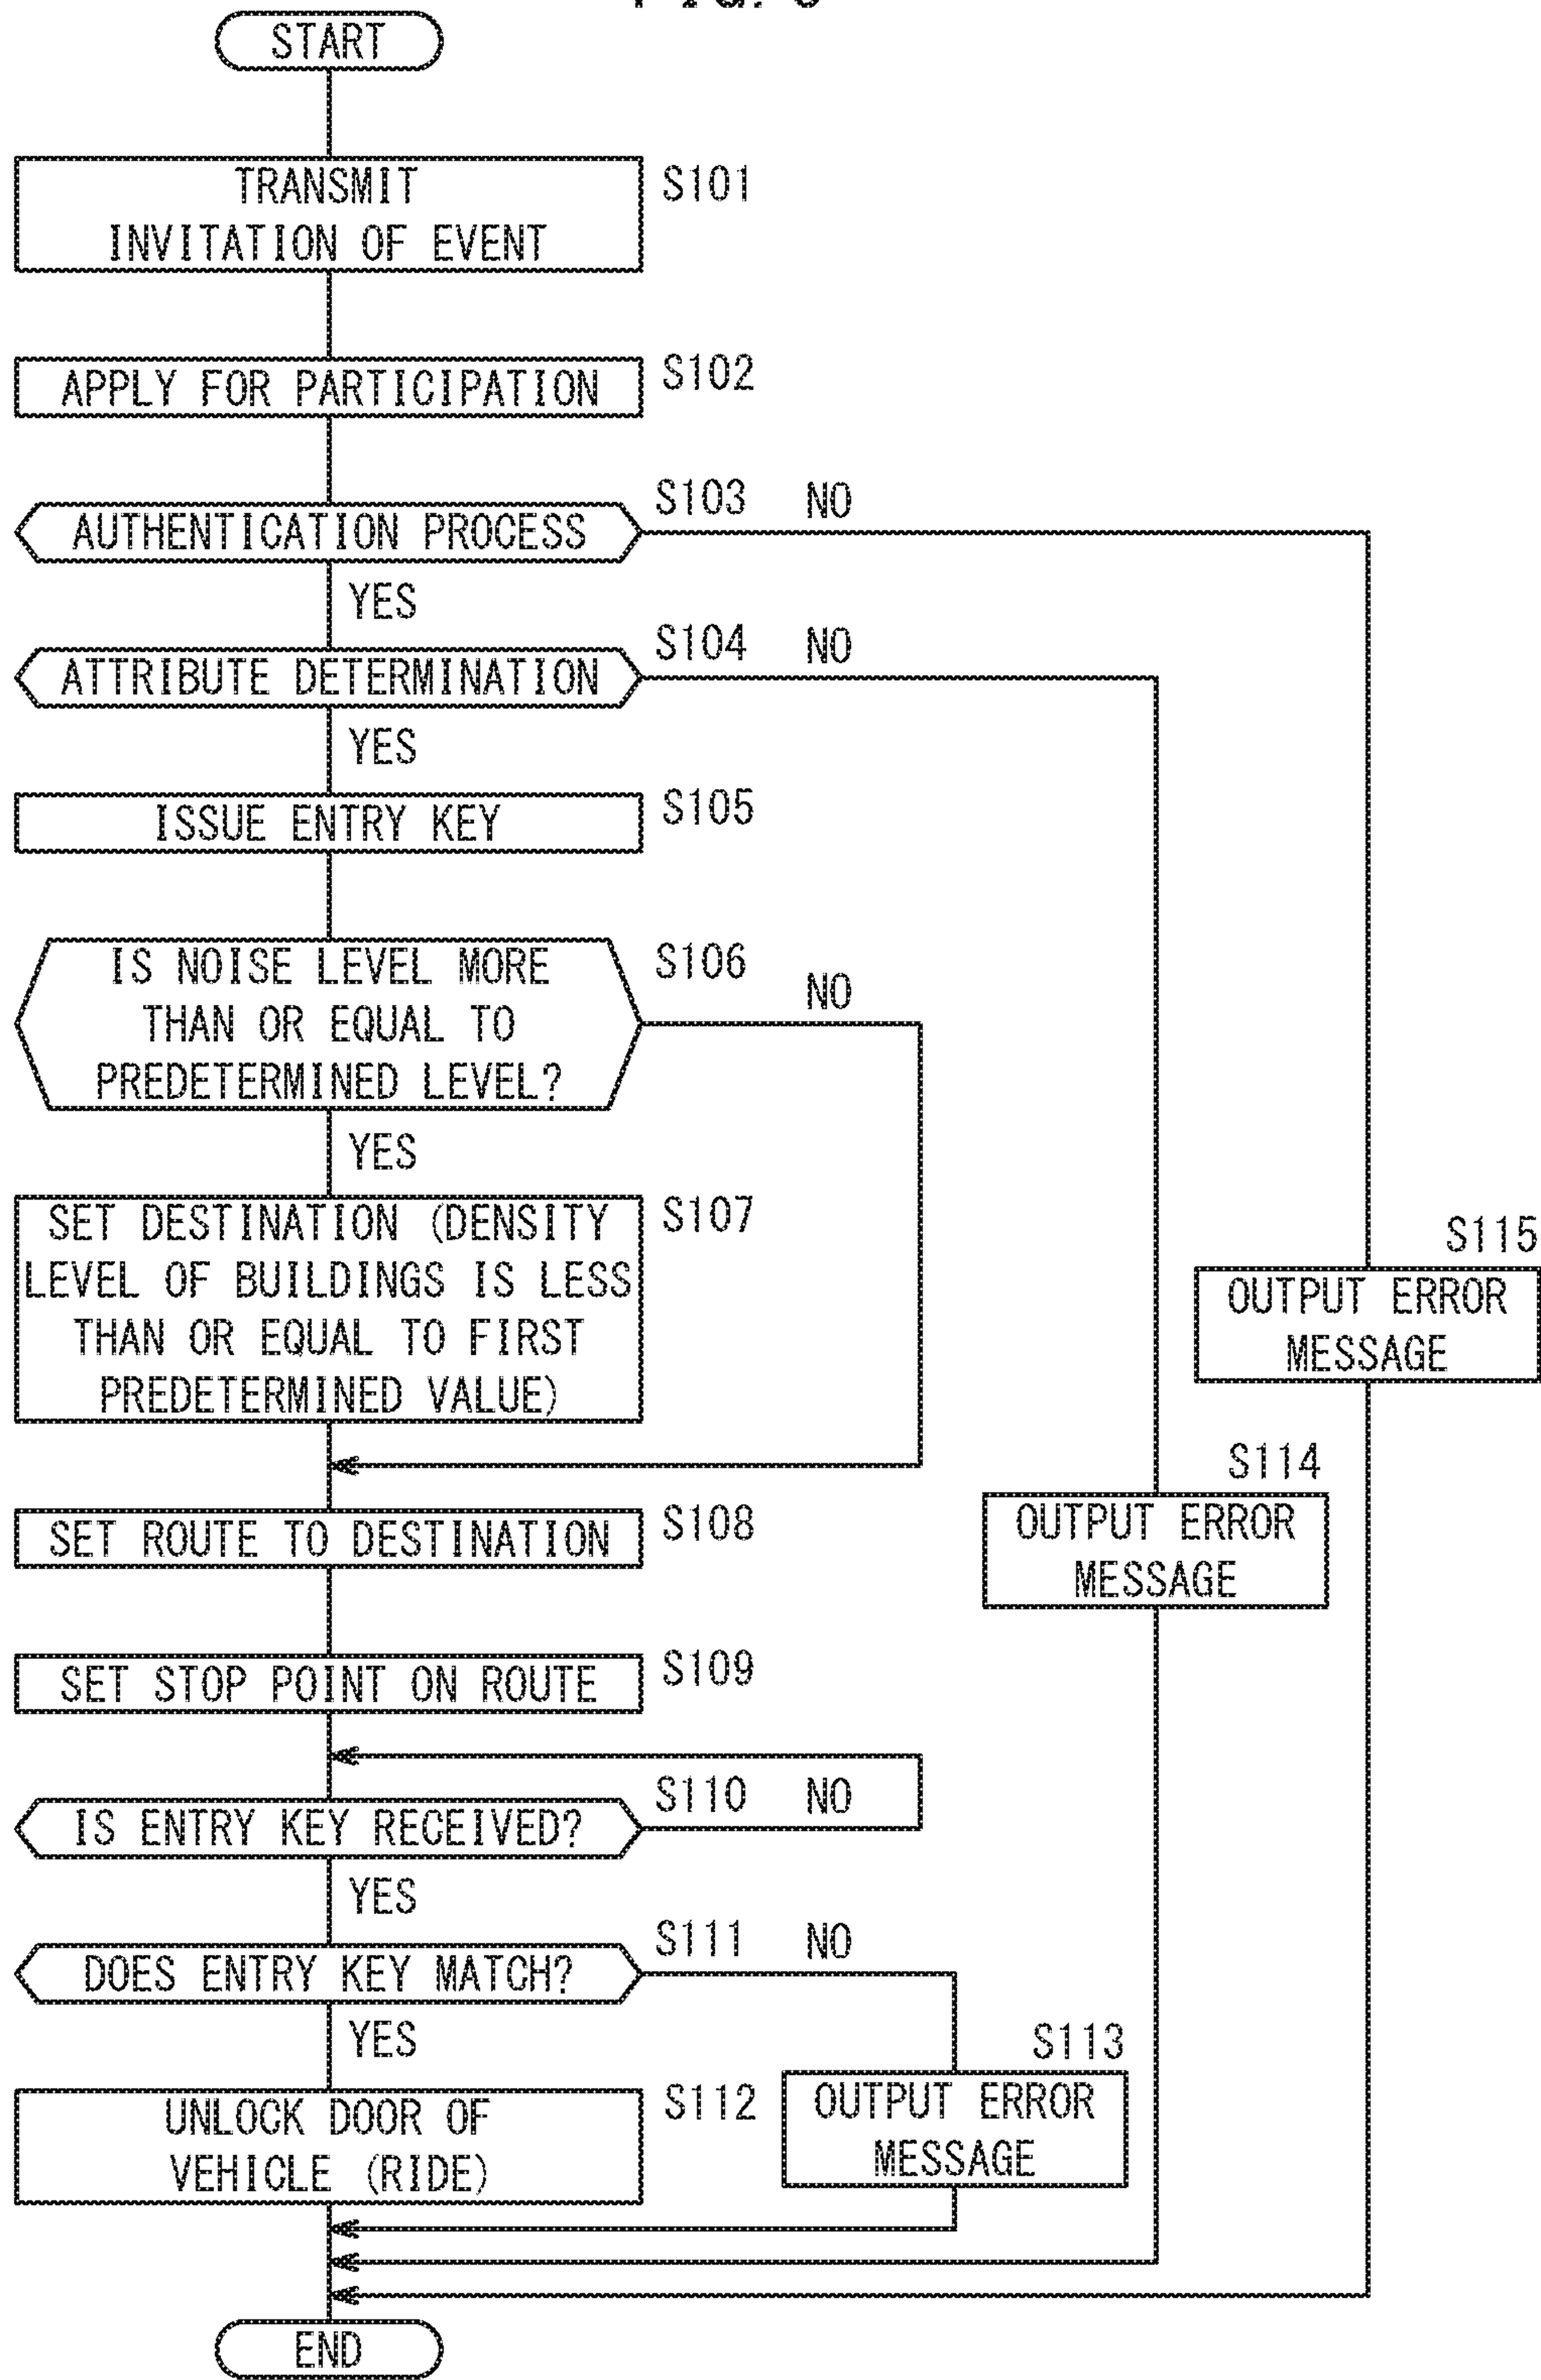 START
TRANSMIT
INVITATION OF EVENT
S101
APPLY FOR PARTICIPATION
S102
AUTHENTICATION PROCESS
S103
NO
YES
ATTRIBUTE DETERMINATION
S104
NO
YES
ISSUE ENTRY KEY
S105
IS NOISE LEVEL MORE
THAN OR EQUAL TO
PREDETERMINED LEVEL?
S106
NO
YES
SET DESTINATION (DENSITY
LEVEL OF BUILDINGS IS LESS
THAN OR EQUAL TO FIRST
PREDETERMINED VALUE)
S107
S115
OUTPUT ERROR
MESSAGE
S114
OUTPUT ERROR
MESSAGE
SET ROUTE TO DESTINATION
S108
SET STOP POINT ON ROUTE
S109
IS ENTRY KEY RECEIVED?
S110
NO
YES
DOES ENTRY KEY MATCH?
S111
NO
YES
S113
OUTPUT ERROR
MESSAGE
UNLOCK DOOR OF
VEHICLE (RIDE)
S112
END